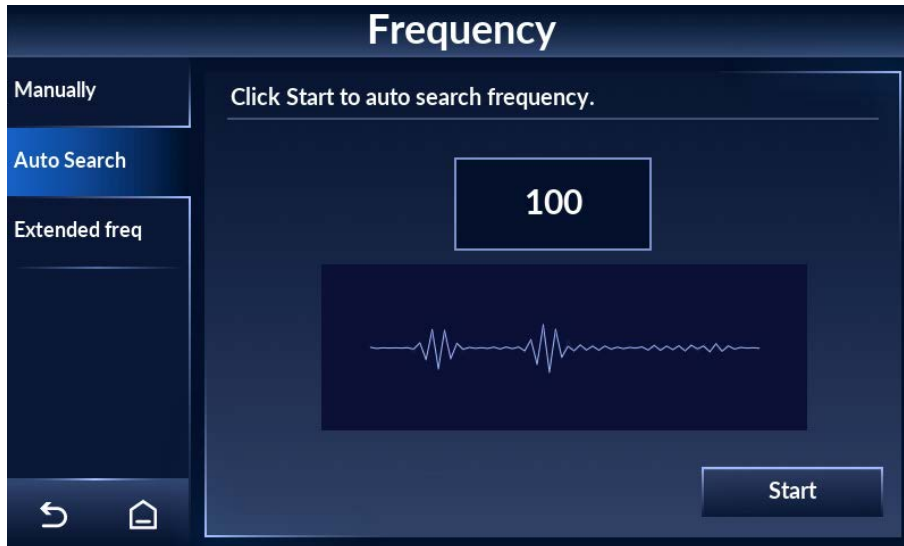 Frequency
Manually
Auto Search
Extended freq
Click Start to auto search frequency.
100
Start